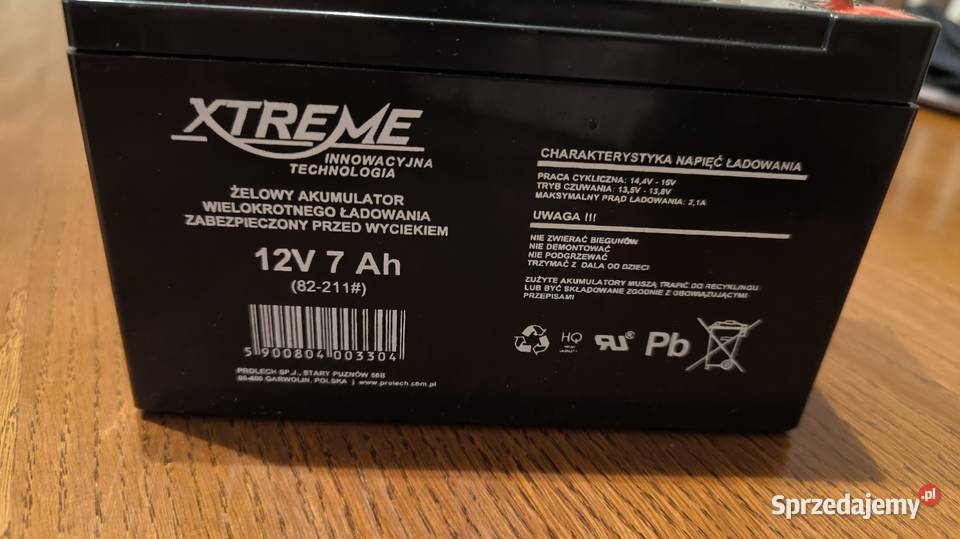 XTREME
INNOWACYJNA
TECHNOLOGIA
ŻELOWY AKUMULATOR
WIELOKROTNEGO ŁADOWANIA
ZABEZPIECZONY PRZED WYCIEKIEM
12V 7 Ah
(82-211#)
5 900804 003304
PROLECH SP.J., STARY PUZNÓW 58B
08-400 GARWOLIN, POLSKA | www.prolech.com.pl
CHARAKTERYSTYKA NAPIĘĆ ŁADOWANIA
PRACA CYKLICZNA: 14,4V - 15V
TRYB CZUWANIA: 13,5V - 13,8V
MAKSYMALNY PRĄD ŁADOWANIA: 2,1A
UWAGA !!!
NIE ZWIERAĆ BIEGUNÓW
NIE DEMONTOWAĆ
NIE PODGRZEWAĆ
TRZYMAĆ Z DALA OD DZIECI
ZUŻYTE AKUMULATORY MUSZĄ TRAFIĆ DO RECYKLINGU
LUB BYĆ SKŁADOWANE ZGODNIE Z OBOWIĄZUJĄCYMI
PRZEPISAMI
HQ
RU®
Pb
Sprzedajemy.pl